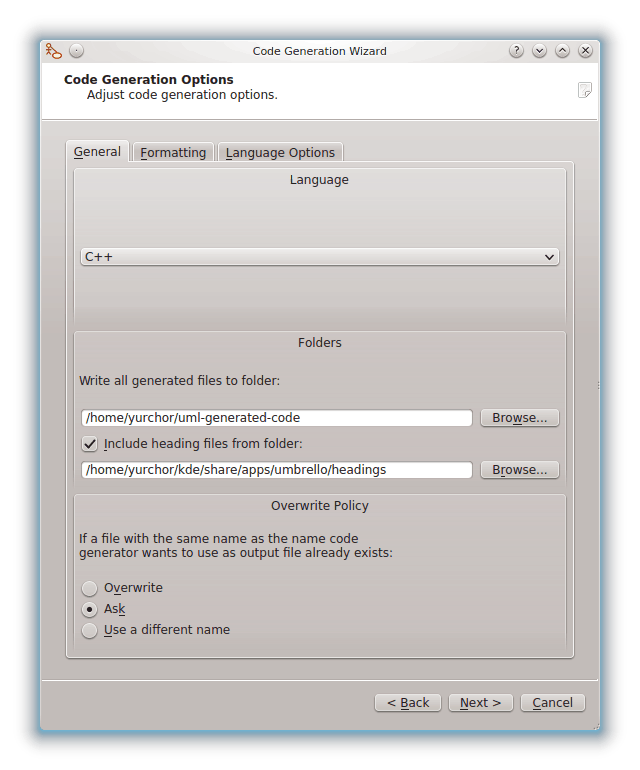 Code Generation Wizard
Code Generation Options
Adjust code generation options.
General Formatting Language Options
Language
C++
Folders
Write all generated files to folder:
/home/yurchor/uml-generated-code Browse...
Include heading files from folder:
/home/yurchor/kde/share/apps/umbrello/headings Browse...
Overwrite Policy
If a file with the same name as the name code
generator wants to use as output file already exists:
Overwrite
Ask
Use a different name
< Back Next > Cancel